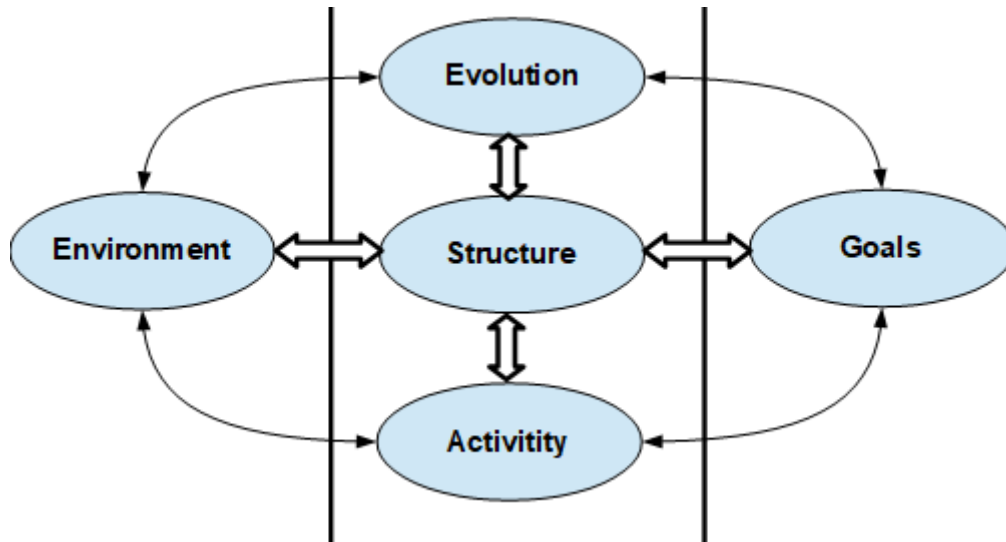 Evolution
Environment
Structure
Goals
Activitity